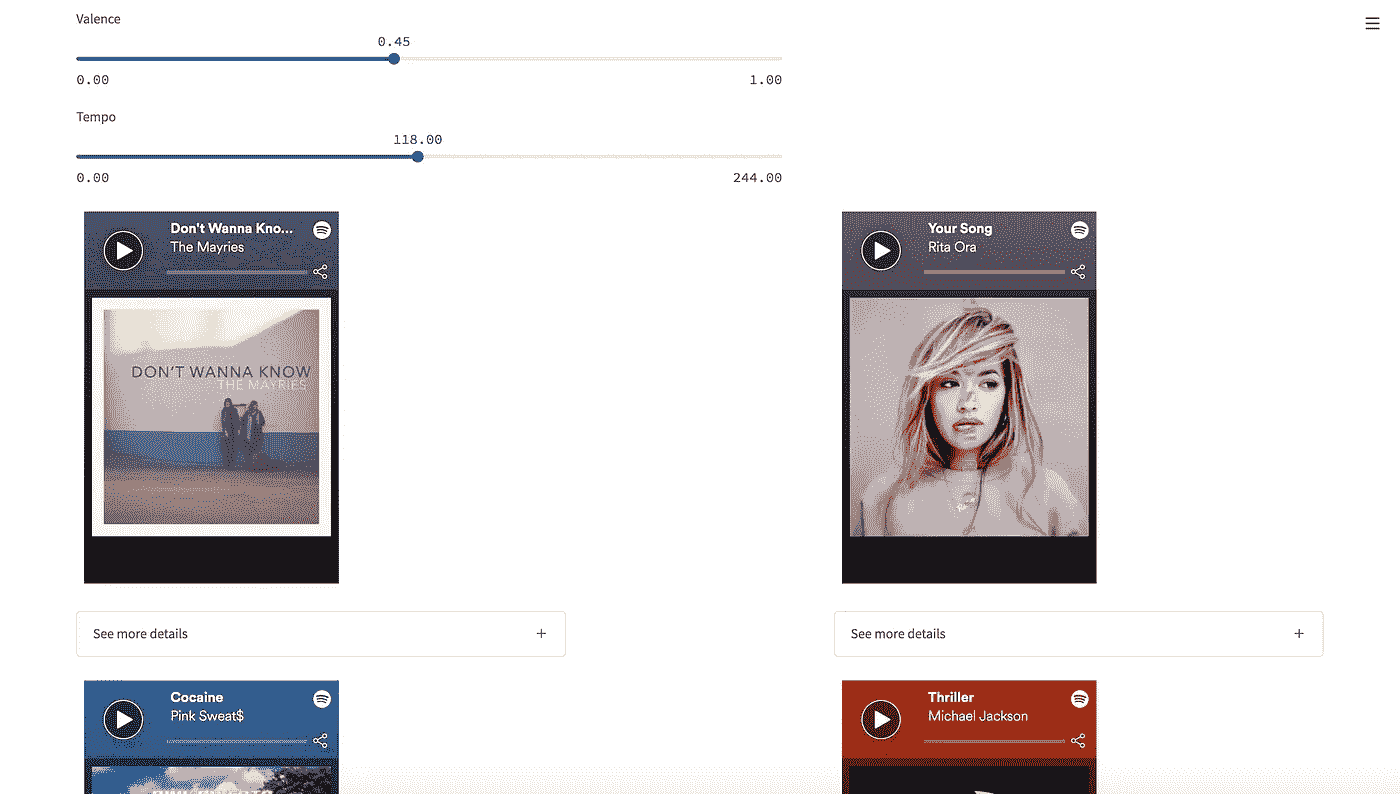 Valence
0.45
0.00 1.00
Tempo
118.00
0.00 244.00
Don't Wanna Kno...
The Mayries
DON'T WANNA KNOW
THE MAYRIES
Your Song
Rita Ora
See more details +
See more details +
Cocaine
Pink Sweat$
Thriller
Michael Jackson